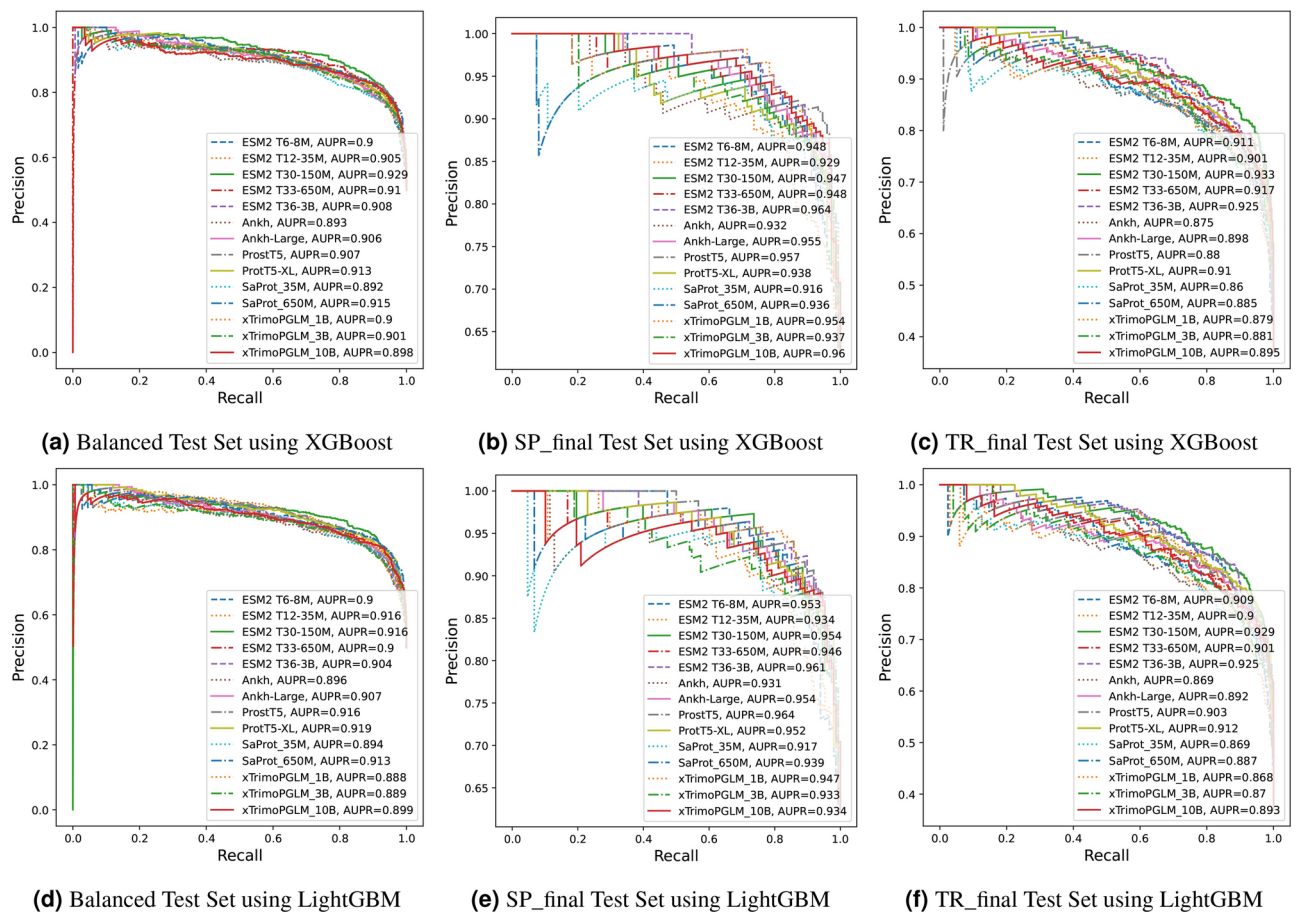 1.0
0.8
0.6
0.4
0.2
0.0
Precision
0.0 0.2 0.4 0.6 0.8 1.0
Recall
ESM2 T6-8M, AUPR=0.9
ESM2 T12-35M, AUPR=0.905
ESM2 T30-150M, AUPR=0.929
ESM2 T33-650M, AUPR=0.91
ESM2 T36-3B, AUPR=0.908
Ankh, AUPR=0.893
Ankh-Large, AUPR=0.906
ProstT5, AUPR=0.907
ProtT5-XL, AUPR=0.913
SaProt_35M, AUPR=0.892
SaProt_650M, AUPR=0.915
xTrimoPGLM_1B, AUPR=0.9
xTrimoPGLM_3B, AUPR=0.901
xTrimoPGLM_10B, AUPR=0.898
(a) Balanced Test Set using XGBoost
1.00
0.95
0.90
0.85
0.80
0.75
0.70
0.65
Precision
0.0 0.2 0.4 0.6 0.8 1.0
Recall
ESM2 T6-8M, AUPR=0.948
ESM2 T12-35M, AUPR=0.929
ESM2 T30-150M, AUPR=0.947
ESM2 T33-650M, AUPR=0.948
ESM2 T36-3B, AUPR=0.964
Ankh, AUPR=0.932
Ankh-Large, AUPR=0.955
ProstT5, AUPR=0.957
ProtT5-XL, AUPR=0.938
SaProt_35M, AUPR=0.916
SaProt_650M, AUPR=0.936
xTrimoPGLM_1B, AUPR=0.954
xTrimoPGLM_3B, AUPR=0.937
xTrimoPGLM_10B, AUPR=0.96
(b) SP_final Test Set using XGBoost
1.0
0.9
0.8
0.7
0.6
0.5
0.4
Precision
0.0 0.2 0.4 0.6 0.8 1.0
Recall
ESM2 T6-8M, AUPR=0.911
ESM2 T12-35M, AUPR=0.901
ESM2 T30-150M, AUPR=0.933
ESM2 T33-650M, AUPR=0.917
ESM2 T36-3B, AUPR=0.925
Ankh, AUPR=0.875
Ankh-Large, AUPR=0.898
ProstT5, AUPR=0.88
ProtT5-XL, AUPR=0.91
SaProt_35M, AUPR=0.86
SaProt_650M, AUPR=0.885
xTrimoPGLM_1B, AUPR=0.879
xTrimoPGLM_3B, AUPR=0.881
xTrimoPGLM_10B, AUPR=0.895
(c) TR_final Test Set using XGBoost
1.0
0.8
0.6
0.4
0.2
0.0
Precision
0.0 0.2 0.4 0.6 0.8 1.0
Recall
ESM2 T6-8M, AUPR=0.9
ESM2 T12-35M, AUPR=0.916
ESM2 T30-150M, AUPR=0.916
ESM2 T33-650M, AUPR=0.9
ESM2 T36-3B, AUPR=0.904
Ankh, AUPR=0.896
Ankh-Large, AUPR=0.907
ProstT5, AUPR=0.916
ProtT5-XL, AUPR=0.919
SaProt_35M, AUPR=0.894
SaProt_650M, AUPR=0.913
xTrimoPGLM_1B, AUPR=0.888
xTrimoPGLM_3B, AUPR=0.889
xTrimoPGLM_10B, AUPR=0.899
(d) Balanced Test Set using LightGBM
1.00
0.95
0.90
0.85
0.80
0.75
0.70
0.65
Precision
0.0 0.2 0.4 0.6 0.8 1.0
Recall
ESM2 T6-8M, AUPR=0.953
ESM2 T12-35M, AUPR=0.934
ESM2 T30-150M, AUPR=0.954
ESM2 T33-650M, AUPR=0.946
ESM2 T36-3B, AUPR=0.961
Ankh, AUPR=0.931
Ankh-Large, AUPR=0.954
ProstT5, AUPR=0.964
ProtT5-XL, AUPR=0.952
SaProt_35M, AUPR=0.917
SaProt_650M, AUPR=0.939
xTrimoPGLM_1B, AUPR=0.947
xTrimoPGLM_3B, AUPR=0.933
xTrimoPGLM_10B, AUPR=0.934
(e) SP_final Test Set using LightGBM
1.0
0.9
0.8
0.7
0.6
0.5
0.4
Precision
0.0 0.2 0.4 0.6 0.8 1.0
Recall
ESM2 T6-8M, AUPR=0.909
ESM2 T12-35M, AUPR=0.9
ESM2 T30-150M, AUPR=0.929
ESM2 T33-650M, AUPR=0.901
ESM2 T36-3B, AUPR=0.925
Ankh, AUPR=0.869
Ankh-Large, AUPR=0.892
ProstT5, AUPR=0.903
ProtT5-XL, AUPR=0.912
SaProt_35M, AUPR=0.869
SaProt_650M, AUPR=0.887
xTrimoPGLM_1B, AUPR=0.868
xTrimoPGLM_3B, AUPR=0.87
xTrimoPGLM_10B, AUPR=0.893
(f) TR_final Test Set using LightGBM